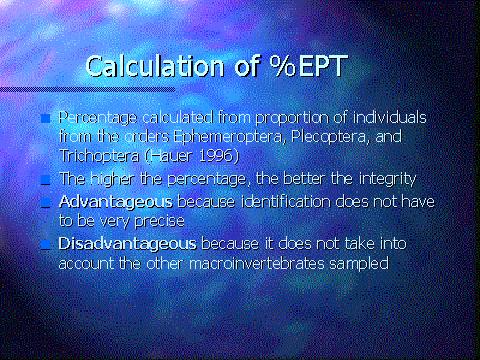 Calculation of %EPT
Percentage calculated from proportion of individuals
from the orders Ephemeroptera, Plecoptera, and
Trichoptera (Hauer 1996)
The higher the percentage, the better the integrity
Advantageous because identification does not have
to be very precise
Disadvantageous because it does not take into
account the other macroinvertebrates sampled